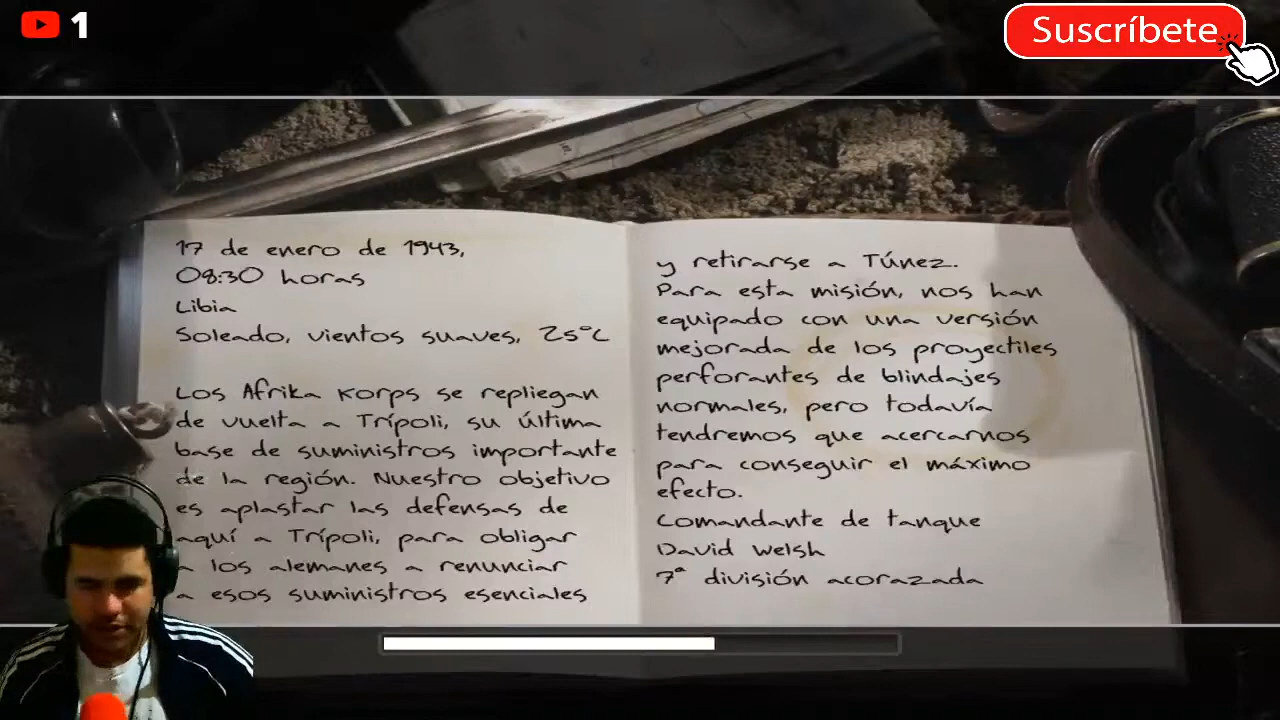 1
Suscríbete
17 de enero de 1943,
08:30 horas
Libia
Soleado, vientos suaves, 25°C
Los Afrika Korps se repliegan
de vuelta a Trípoli, su última
base de suministros importante
de la región. Nuestro objetivo
es aplastar las defensas de
aquí a Trípoli, para obligar
a los alemanes a renunciar
a esos suministros esenciales
y retirarse a Túnez.
Para esta misión, nos han
equipado con una versión
mejorada de los proyectiles
perforantes de blindajes
normales, pero todavía
tendremos que acercarnos
para conseguir el máximo
efecto.
Comandante de tanque
David Welsh
7ª división acorazada